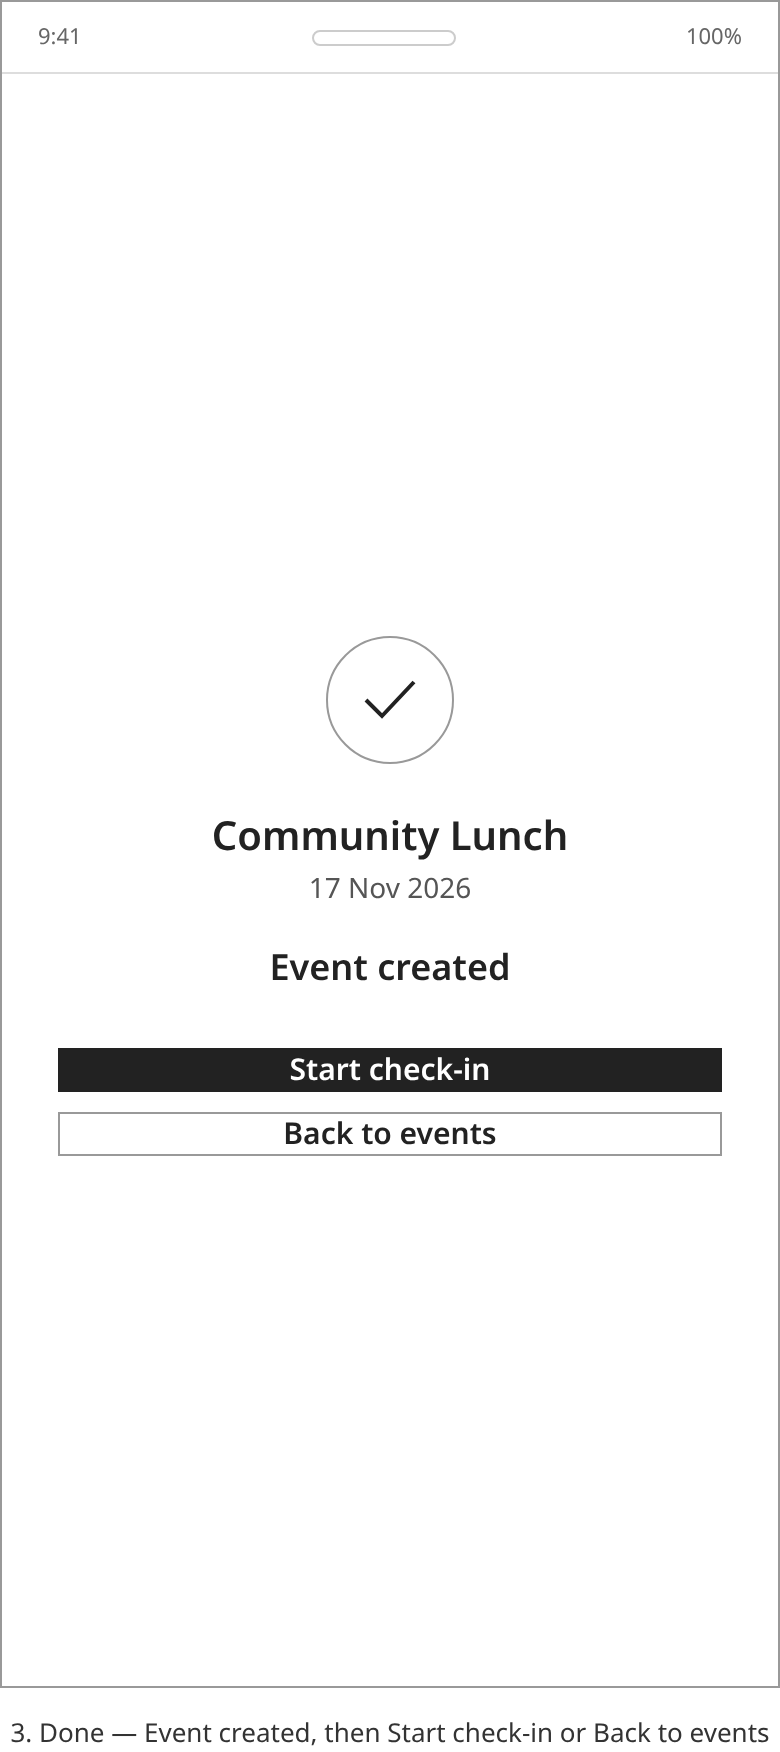 9:41
100%
Community Lunch
17 Nov 2026
Event created
Start check-in
Back to events
3. Done — Event created, then Start check-in or Back to events